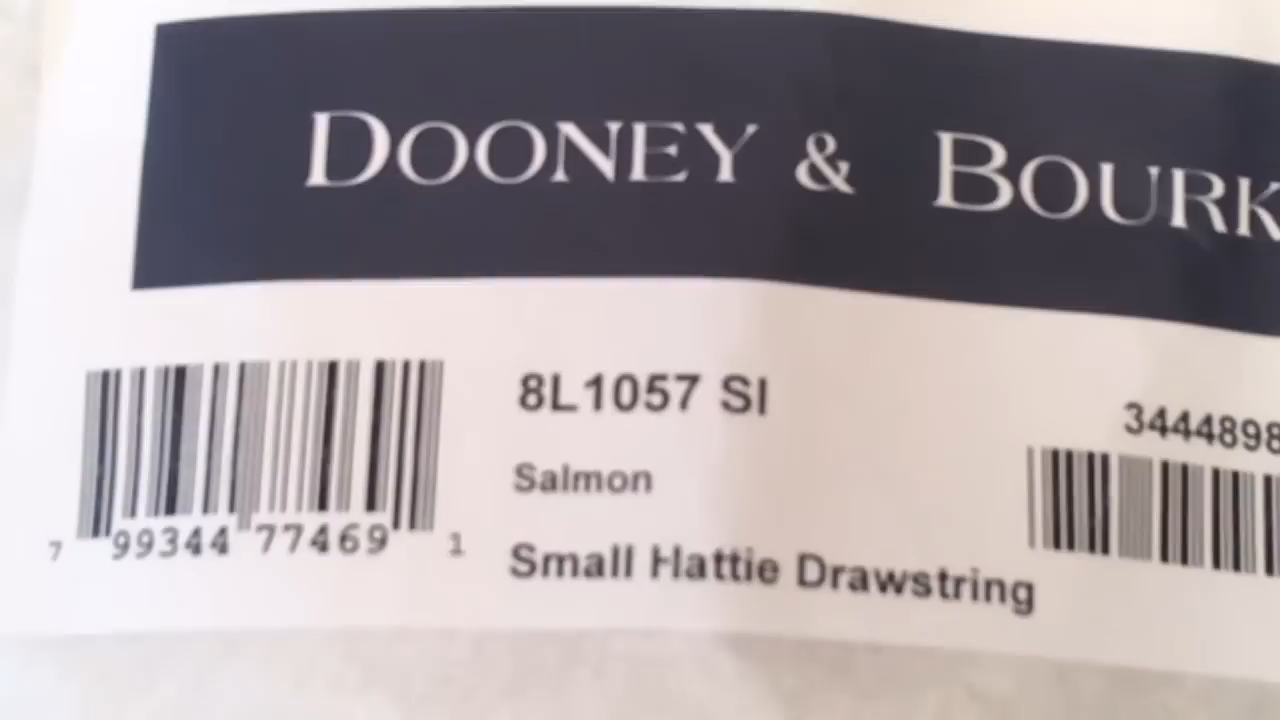 DOONEY & BOURK
8L1057 SI
3444898
Salmon
7 99344 77469 1
Small Hattie Drawstring